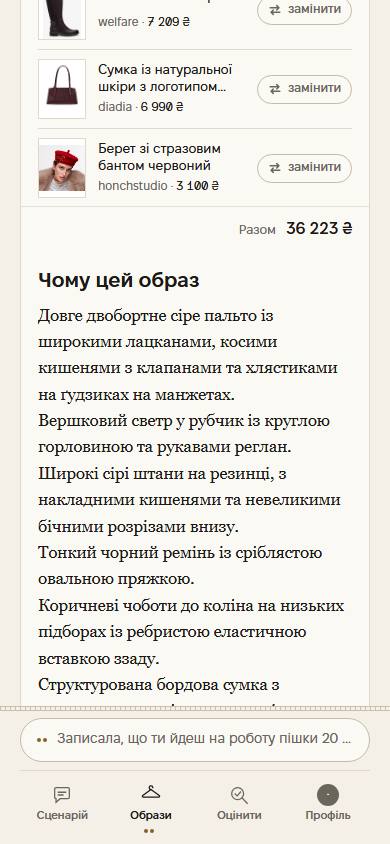 welfare · 7 209 ₴
замінити
Сумка із натуральної
шкіри з логотипом...
diadia · 6 990 ₴
замінити
Берет зі стразовим
бантом червоний
honchstudio · 3 100 ₴
замінити
Разом 36 223 ₴
Чому цей образ
Довге двобортне сіре пальто із
широкими лацканами, косими
кишенями з клапанами та хлястиками
на ґудзиках на манжетах.
Вершковий светр у рубчик із круглою
горловиною та рукавами реглан.
Широкі сірі штани на резинці, з
накладними кишенями та невеликими
бічними розрізами внизу.
Тонкий чорний ремінь із сріблястою
овальною пряжкою.
Коричневі чоботи до коліна на низьких
підборах із ребристою еластичною
вставкою ззаду.
Структурована бордова сумка з
Записала, що ти йдеш на роботу пішки 20 ...
Сценарій
Образи
Оцінити
Профіль